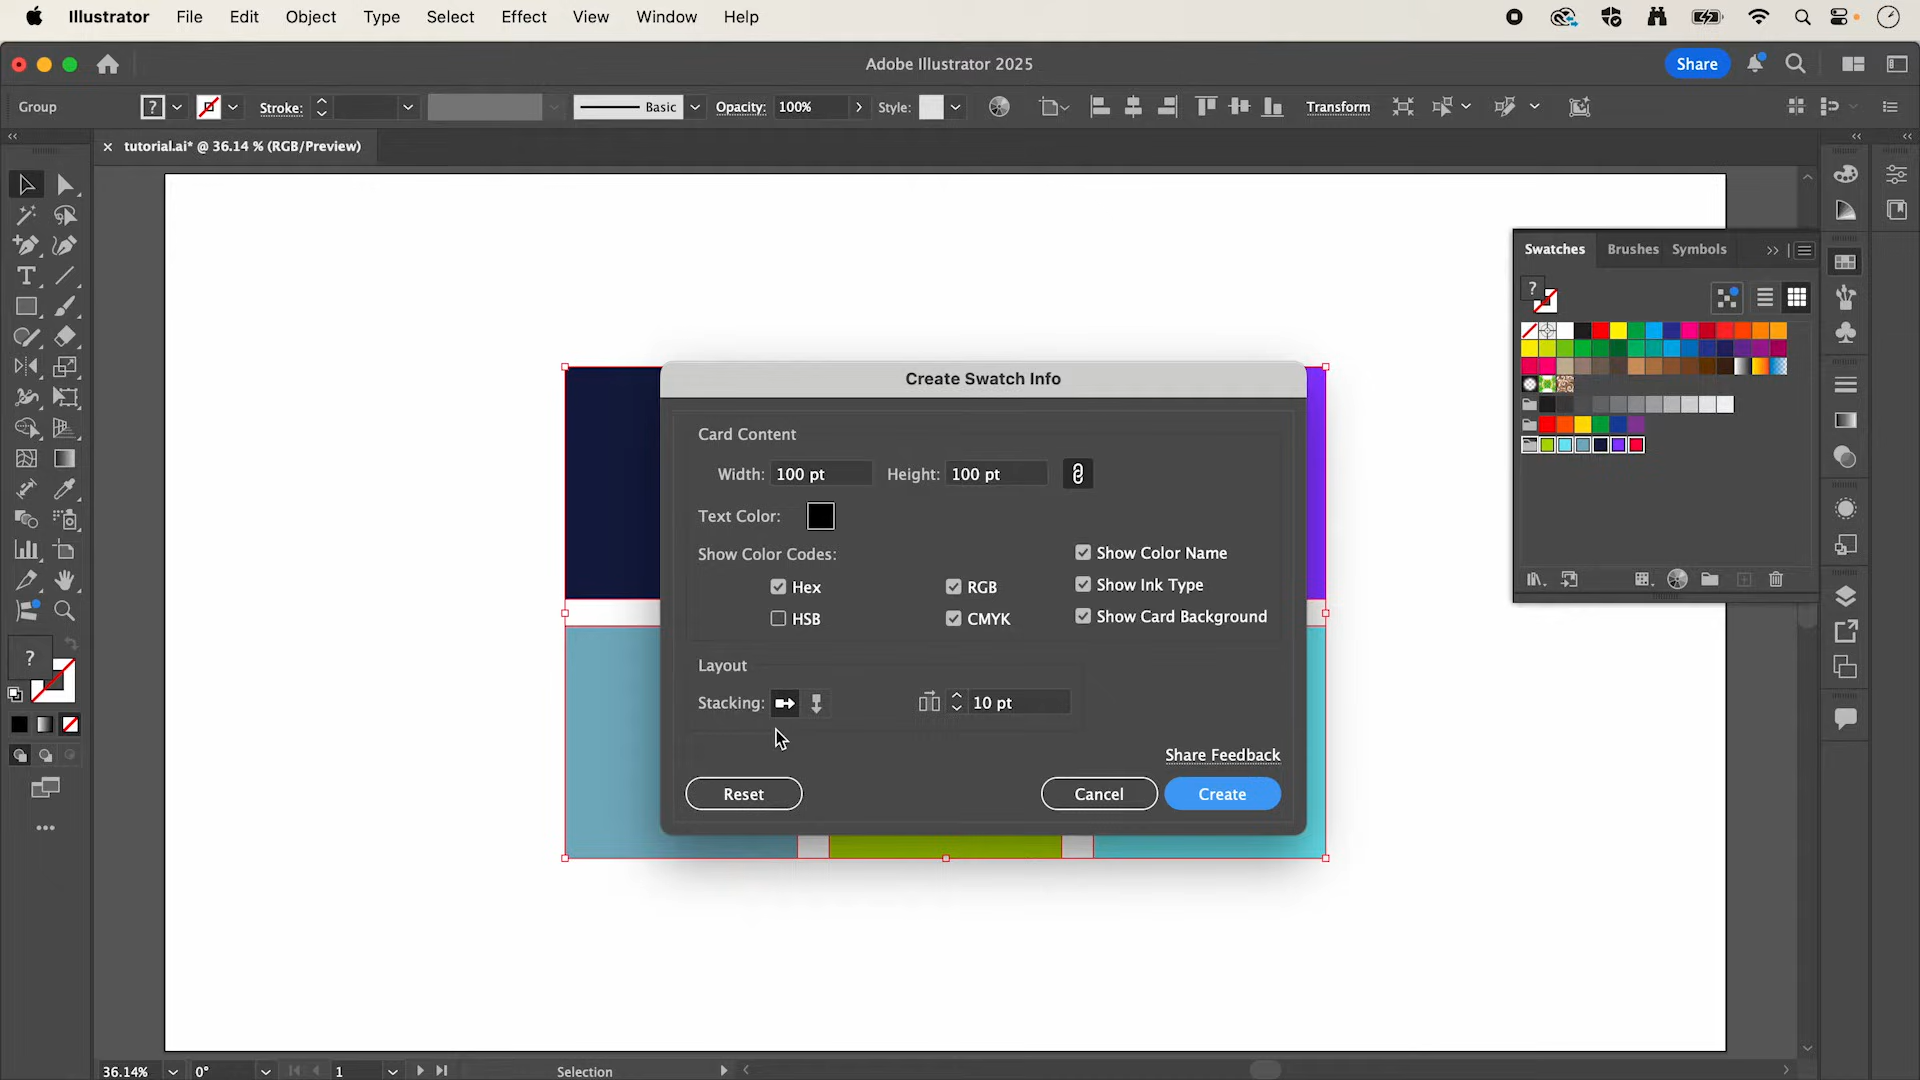 Illustrator File Edit Object Type Select Effect View Window Help
Adobe Illustrator 2025
Share
Group ? Stroke: Basic Opacity: 100% Style: Transform
tutorial.ai* @ 36.14 % (RGB/Preview)
Swatches Brushes Symbols
?
Create Swatch Info
Card Content
Width: 100 pt Height: 100 pt
Text Color:
Show Color Codes: Show Color Name
Hex RGB Show Ink Type
HSB CMYK Show Card Background
?
Layout
Stacking: 10 pt
Share Feedback
Reset Cancel Create
36.14% 0° 1 Selection